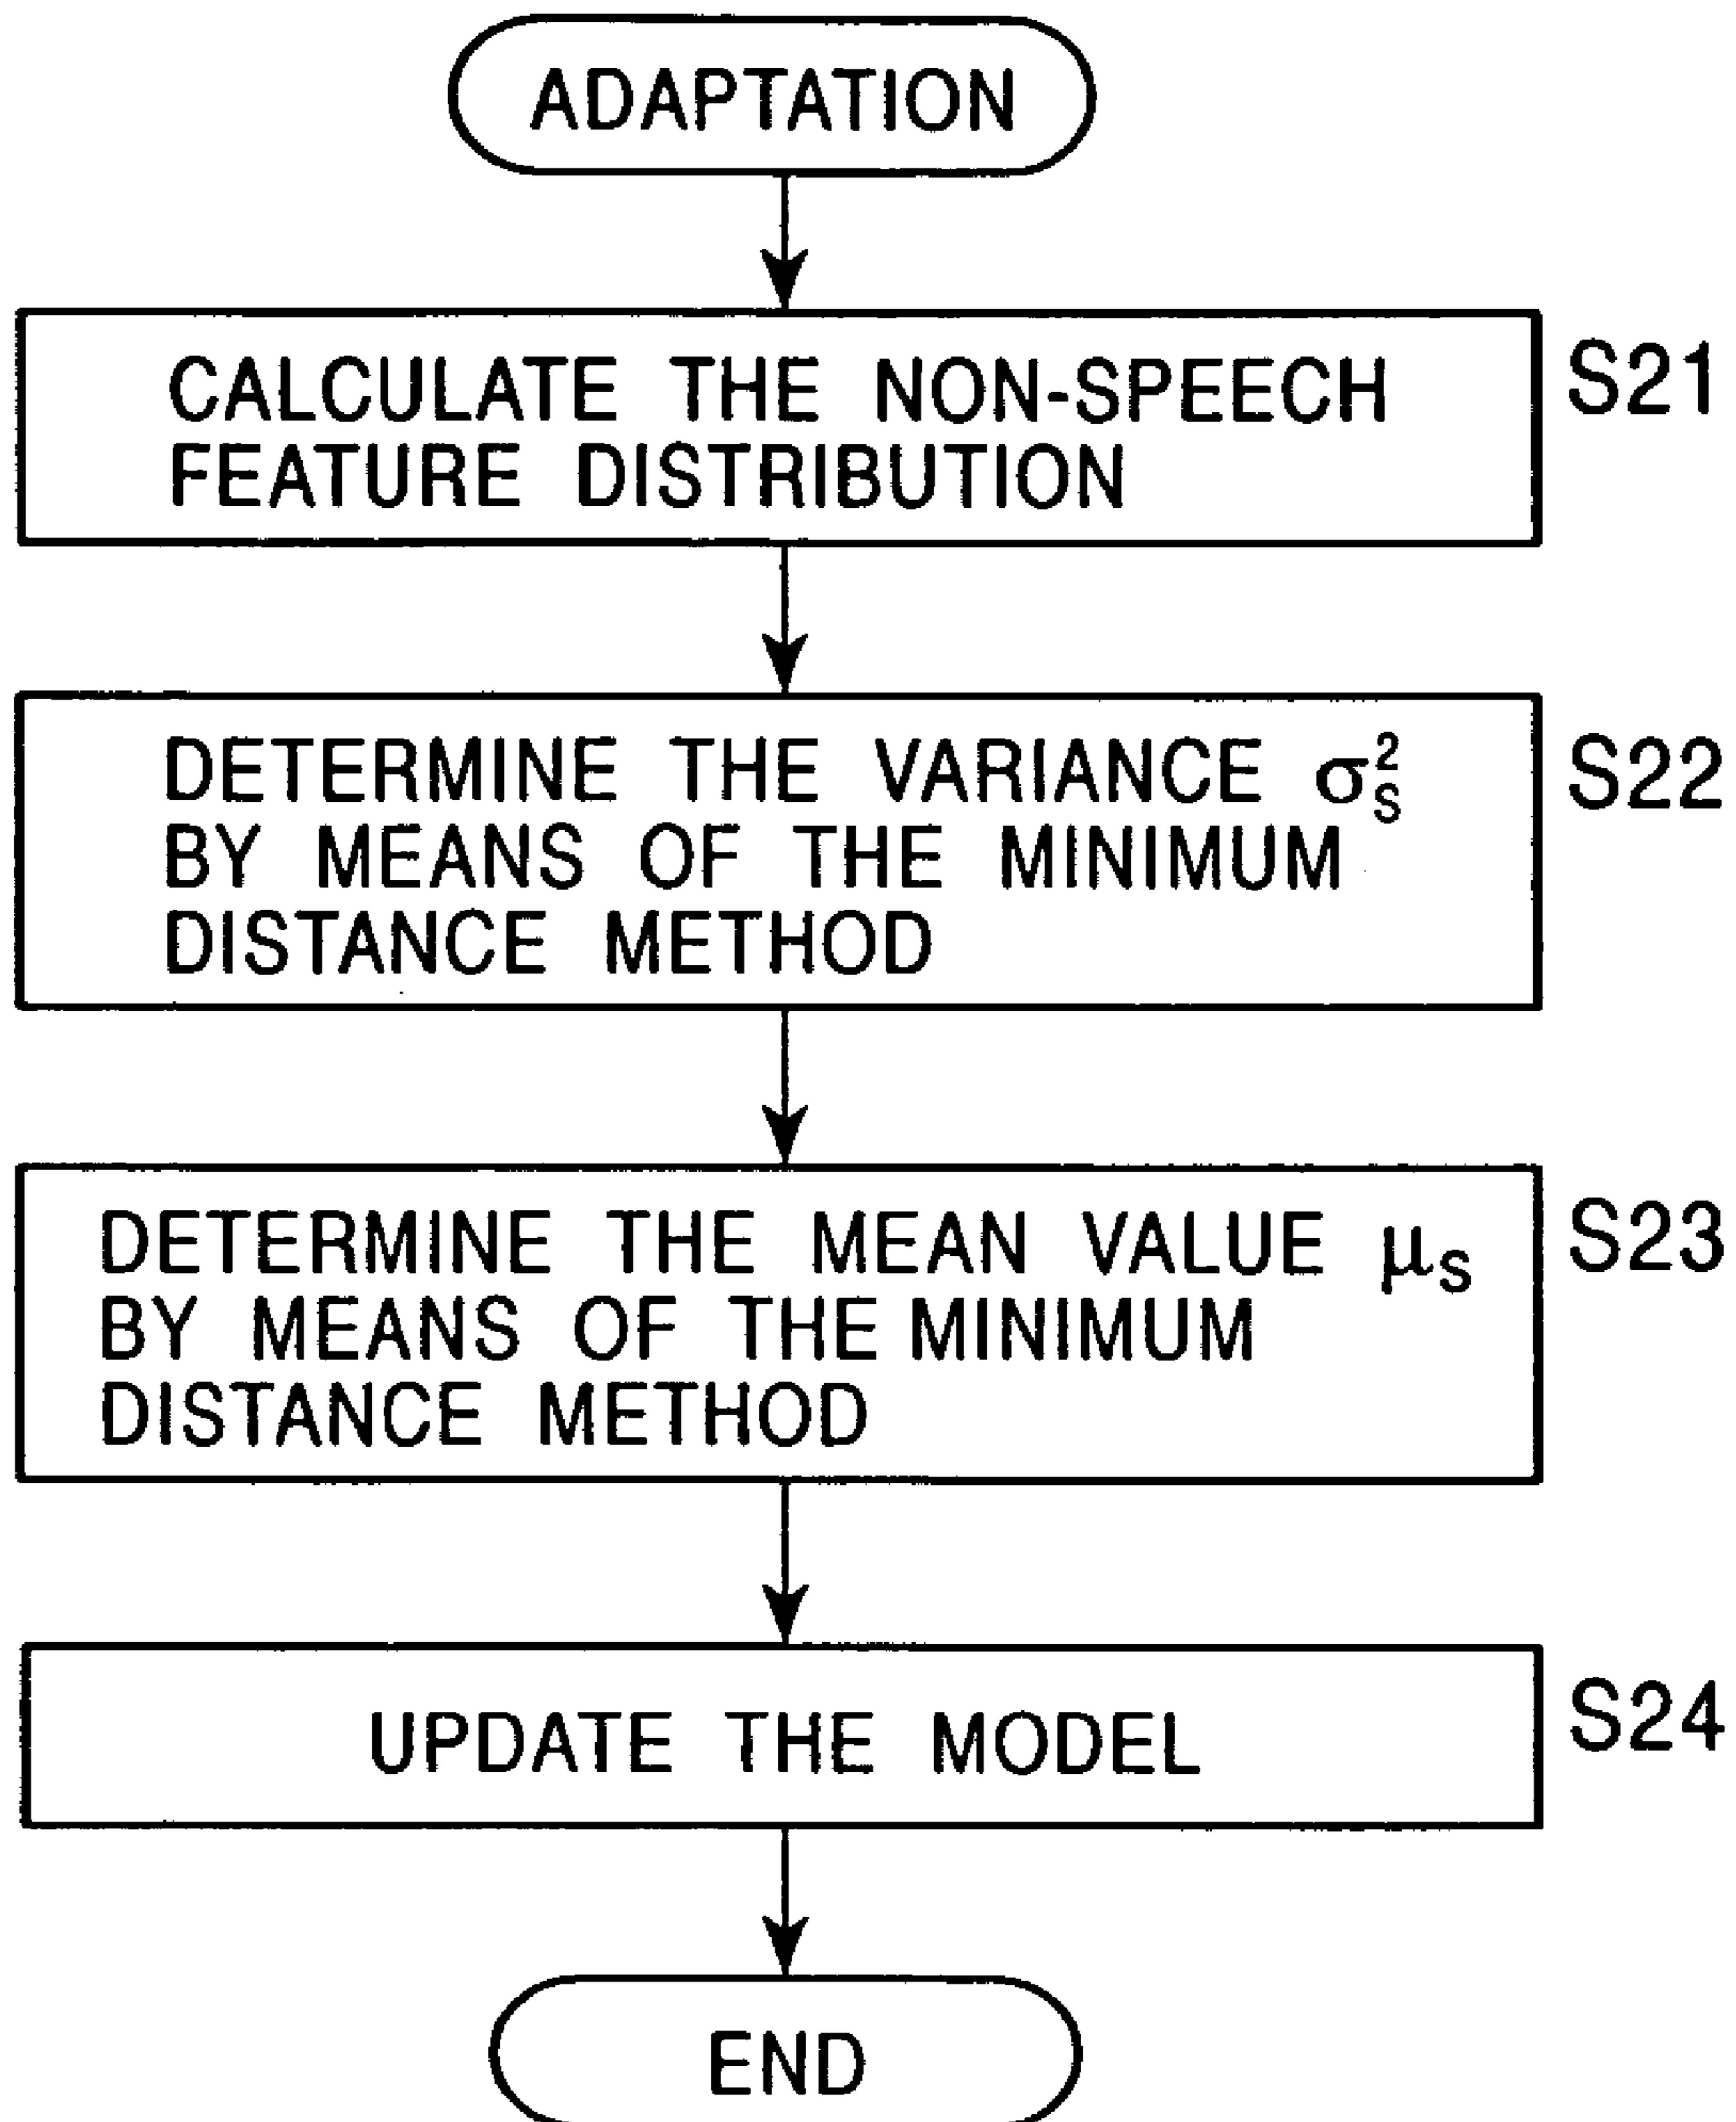 ADAPTATION
CALCULATE THE NON-SPEECH S21
FEATURE DISTRIBUTION
DETERMINE THE VARIANCE σ²ₛ S22
BY MEANS OF THE MINIMUM
DISTANCE METHOD
DETERMINE THE MEAN VALUE μₛ S23
BY MEANS OF THE MINIMUM
DISTANCE METHOD
UPDATE THE MODEL S24
END